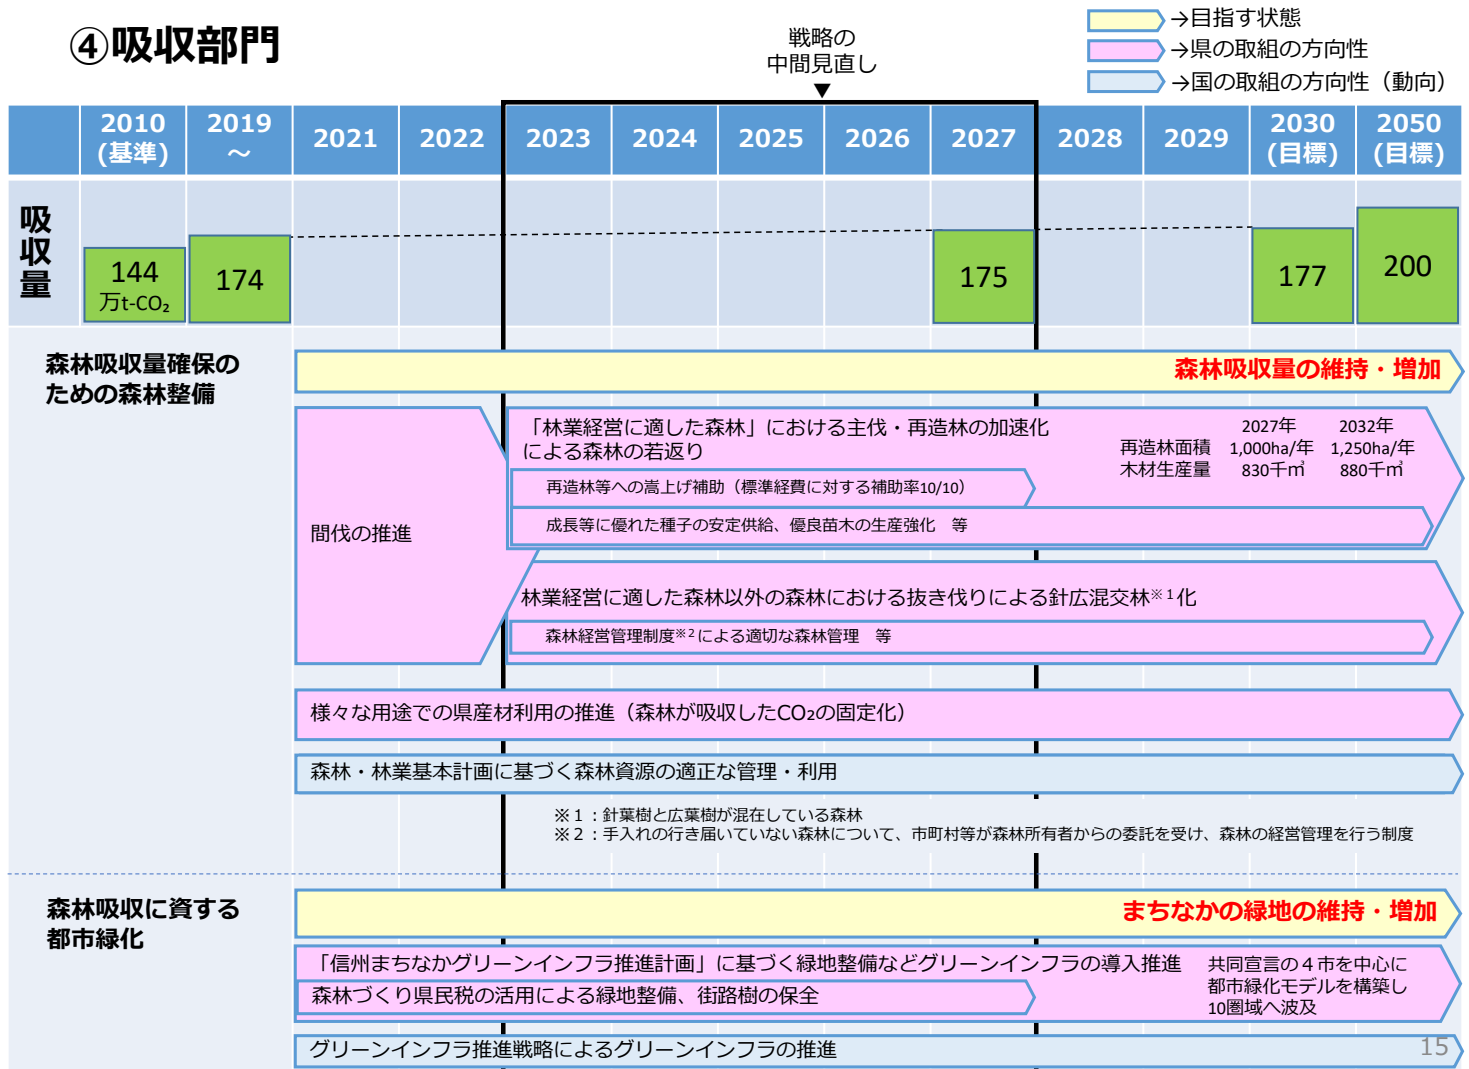 ④吸収部門
戦略の
中間見直し
▼
→目指す状態
→県の取組の方向性
→国の取組の方向性（動向）
2010
(基準)
2019
～
2021
2022
2023
2024
2025
2026
2027
2028
2029
2030
(目標)
2050
(目標)
吸収量
144
万t-CO₂
174
175
177
200
森林吸収量確保の
ための森林整備
森林吸収量の維持・増加
間伐の推進
「林業経営に適した森林」における主伐・再造林の加速化
による森林の若返り
2027年 2032年
再造林面積 1,000ha/年 1,250ha/年
木材生産量 830千㎥ 880千㎥
再造林等への嵩上げ補助（標準経費に対する補助率10/10）
成長等に優れた種子の安定供給、優良苗木の生産強化　等
林業経営に適した森林以外の森林における抜き伐りによる針広混交林※1化
森林経営管理制度※2による適切な森林管理　等
様々な用途での県産材利用の推進（森林が吸収したCO₂の固定化）
森林・林業基本計画に基づく森林資源の適正な管理・利用
※１：針葉樹と広葉樹が混在している森林
※２：手入れの行き届いていない森林について、市町村等が森林所有者からの委託を受け、森林の経営管理を行う制度
森林吸収に資する
都市緑化
まちなかの緑地の維持・増加
「信州まちなかグリーンインフラ推進計画」に基づく緑地整備などグリーンインフラの導入推進
森林づくり県民税の活用による緑地整備、街路樹の保全
共同宣言の４市を中心に
都市緑化モデルを構築し
10圏域へ波及
グリーンインフラ推進戦略によるグリーンインフラの推進
15